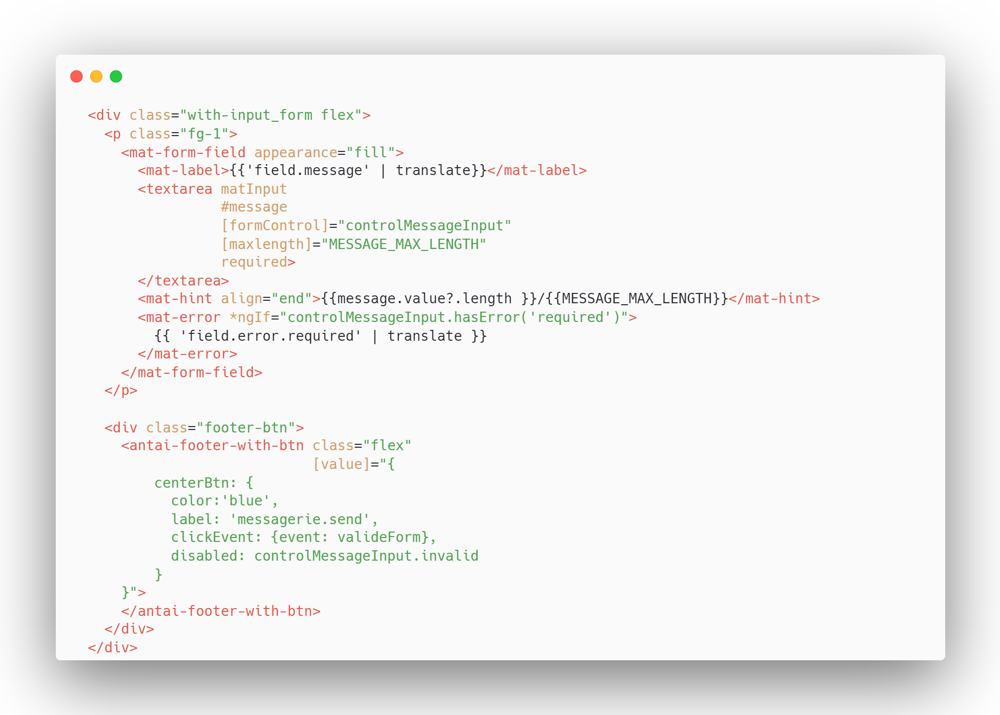 <div class="with-input_form flex">
  <p class="fg-1">
    <mat-form-field appearance="fill">
      <mat-label>{{'field.message' | translate}}</mat-label>
      <textarea matInput
                #message
                [formControl]="controlMessageInput"
                [maxlength]="MESSAGE_MAX_LENGTH"
                required>
      </textarea>
      <mat-hint align="end">{{message.value?.length }}/{{MESSAGE_MAX_LENGTH}}</mat-hint>
      <mat-error *ngIf="controlMessageInput.hasError('required')">
        {{ 'field.error.required' | translate }}
      </mat-error>
    </mat-form-field>
  </p>

  <div class="footer-btn">
    <antai-footer-with-btn class="flex"
                           [value]="{
        centerBtn: {
          color:'blue',
          label: 'messagerie.send',
          clickEvent: {event: valideForm},
          disabled: controlMessageInput.invalid
        }
    }">
    </antai-footer-with-btn>
  </div>
</div>